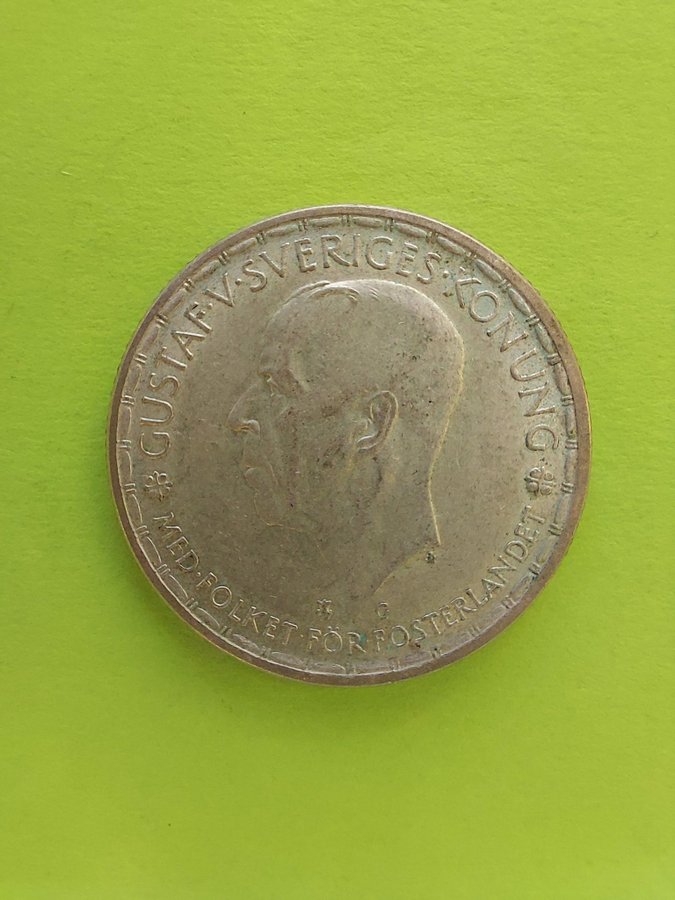 GUSTAF·V·SVERIGES·KONUNG
MED·FOLKET·FÖR·FOSTERLANDET